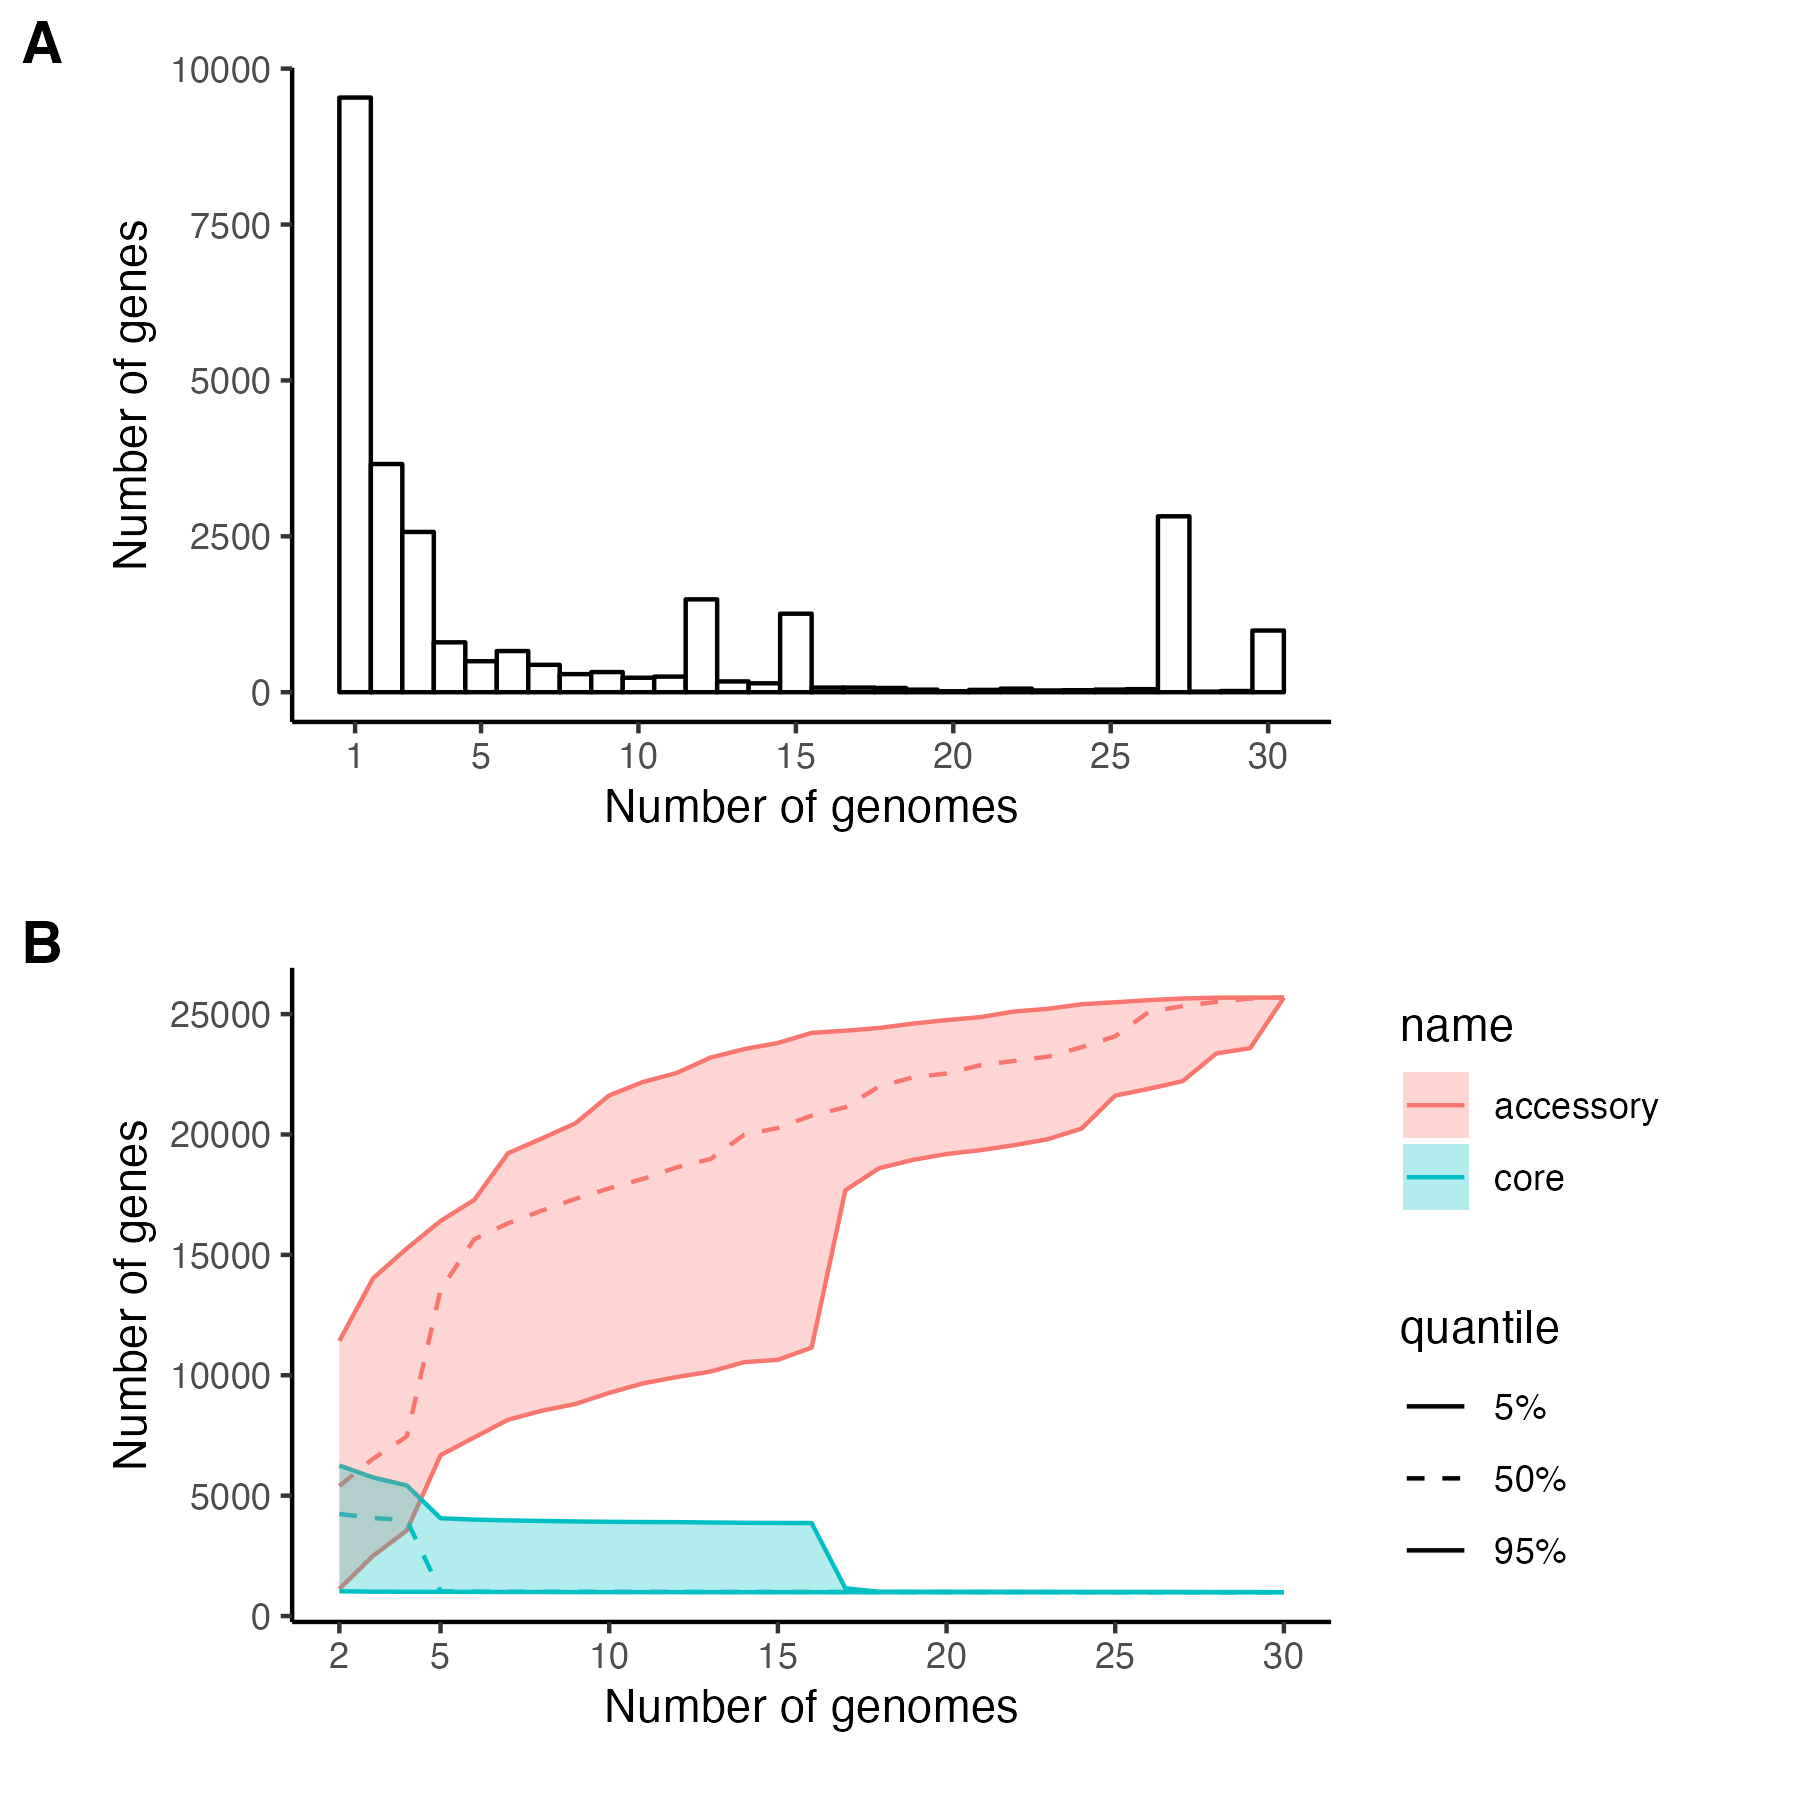 A
10000
7500
5000
2500
0
Number of genes
1 5 10 15 20 25 30
Number of genomes
B
25000
20000
15000
10000
5000
0
Number of genes
2 5 10 15 20 25 30
Number of genomes
name
accessory
core
quantile
5%
50%
95%